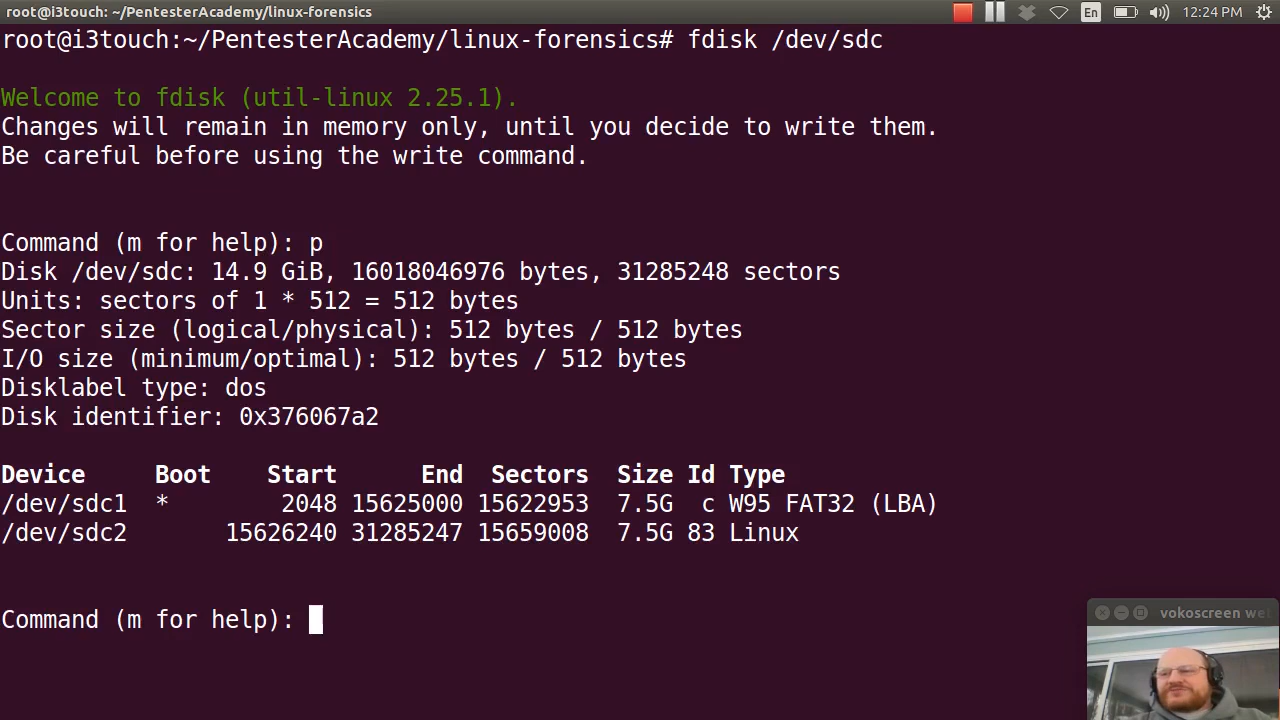 root@i3touch: ~/PentesterAcademy/linux-forensics
En
12:24 PM
root@i3touch:~/PentesterAcademy/linux-forensics# fdisk /dev/sdc
Welcome to fdisk (util-linux 2.25.1).
Changes will remain in memory only, until you decide to write them.
Be careful before using the write command.
Command (m for help): p
Disk /dev/sdc: 14.9 GiB, 16018046976 bytes, 31285248 sectors
Units: sectors of 1 * 512 = 512 bytes
Sector size (logical/physical): 512 bytes / 512 bytes
I/O size (minimum/optimal): 512 bytes / 512 bytes
Disklabel type: dos
Disk identifier: 0x376067a2
Device Boot Start End Sectors Size Id Type
/dev/sdc1 * 2048 15625000 15622953 7.5G c W95 FAT32 (LBA)
/dev/sdc2 15626240 31285247 15659008 7.5G 83 Linux
Command (m for help):
vokoscreen we